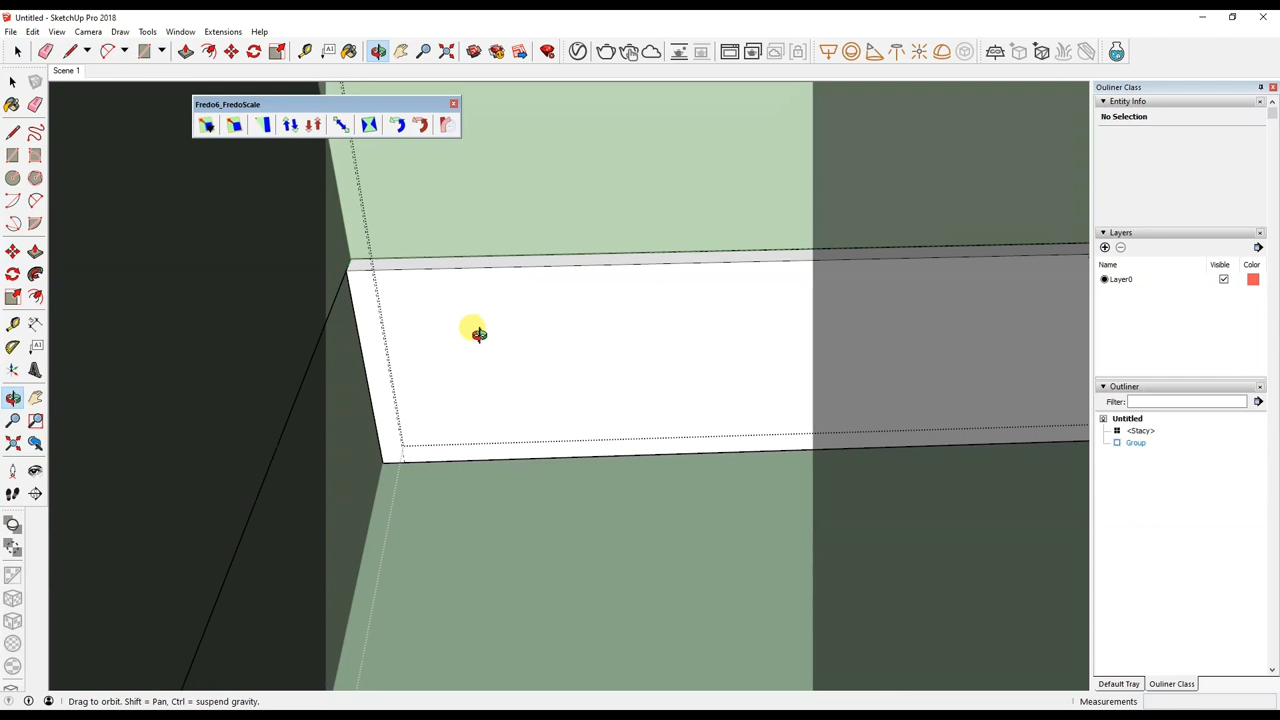 Untitled - SketchUp Pro 2018
File Edit View Camera Draw Tools Window Extensions Help
Scene 1
Fredo6_FredoScale
Outliner Class
Entity Info
No Selection
Layers
Name Visible Color
Layer0
Outliner
Filter:
Untitled
<Stacy>
Group
Default Tray Outliner Class
Drag to orbit. Shift = Pan, Ctrl = suspend gravity.
Measurements